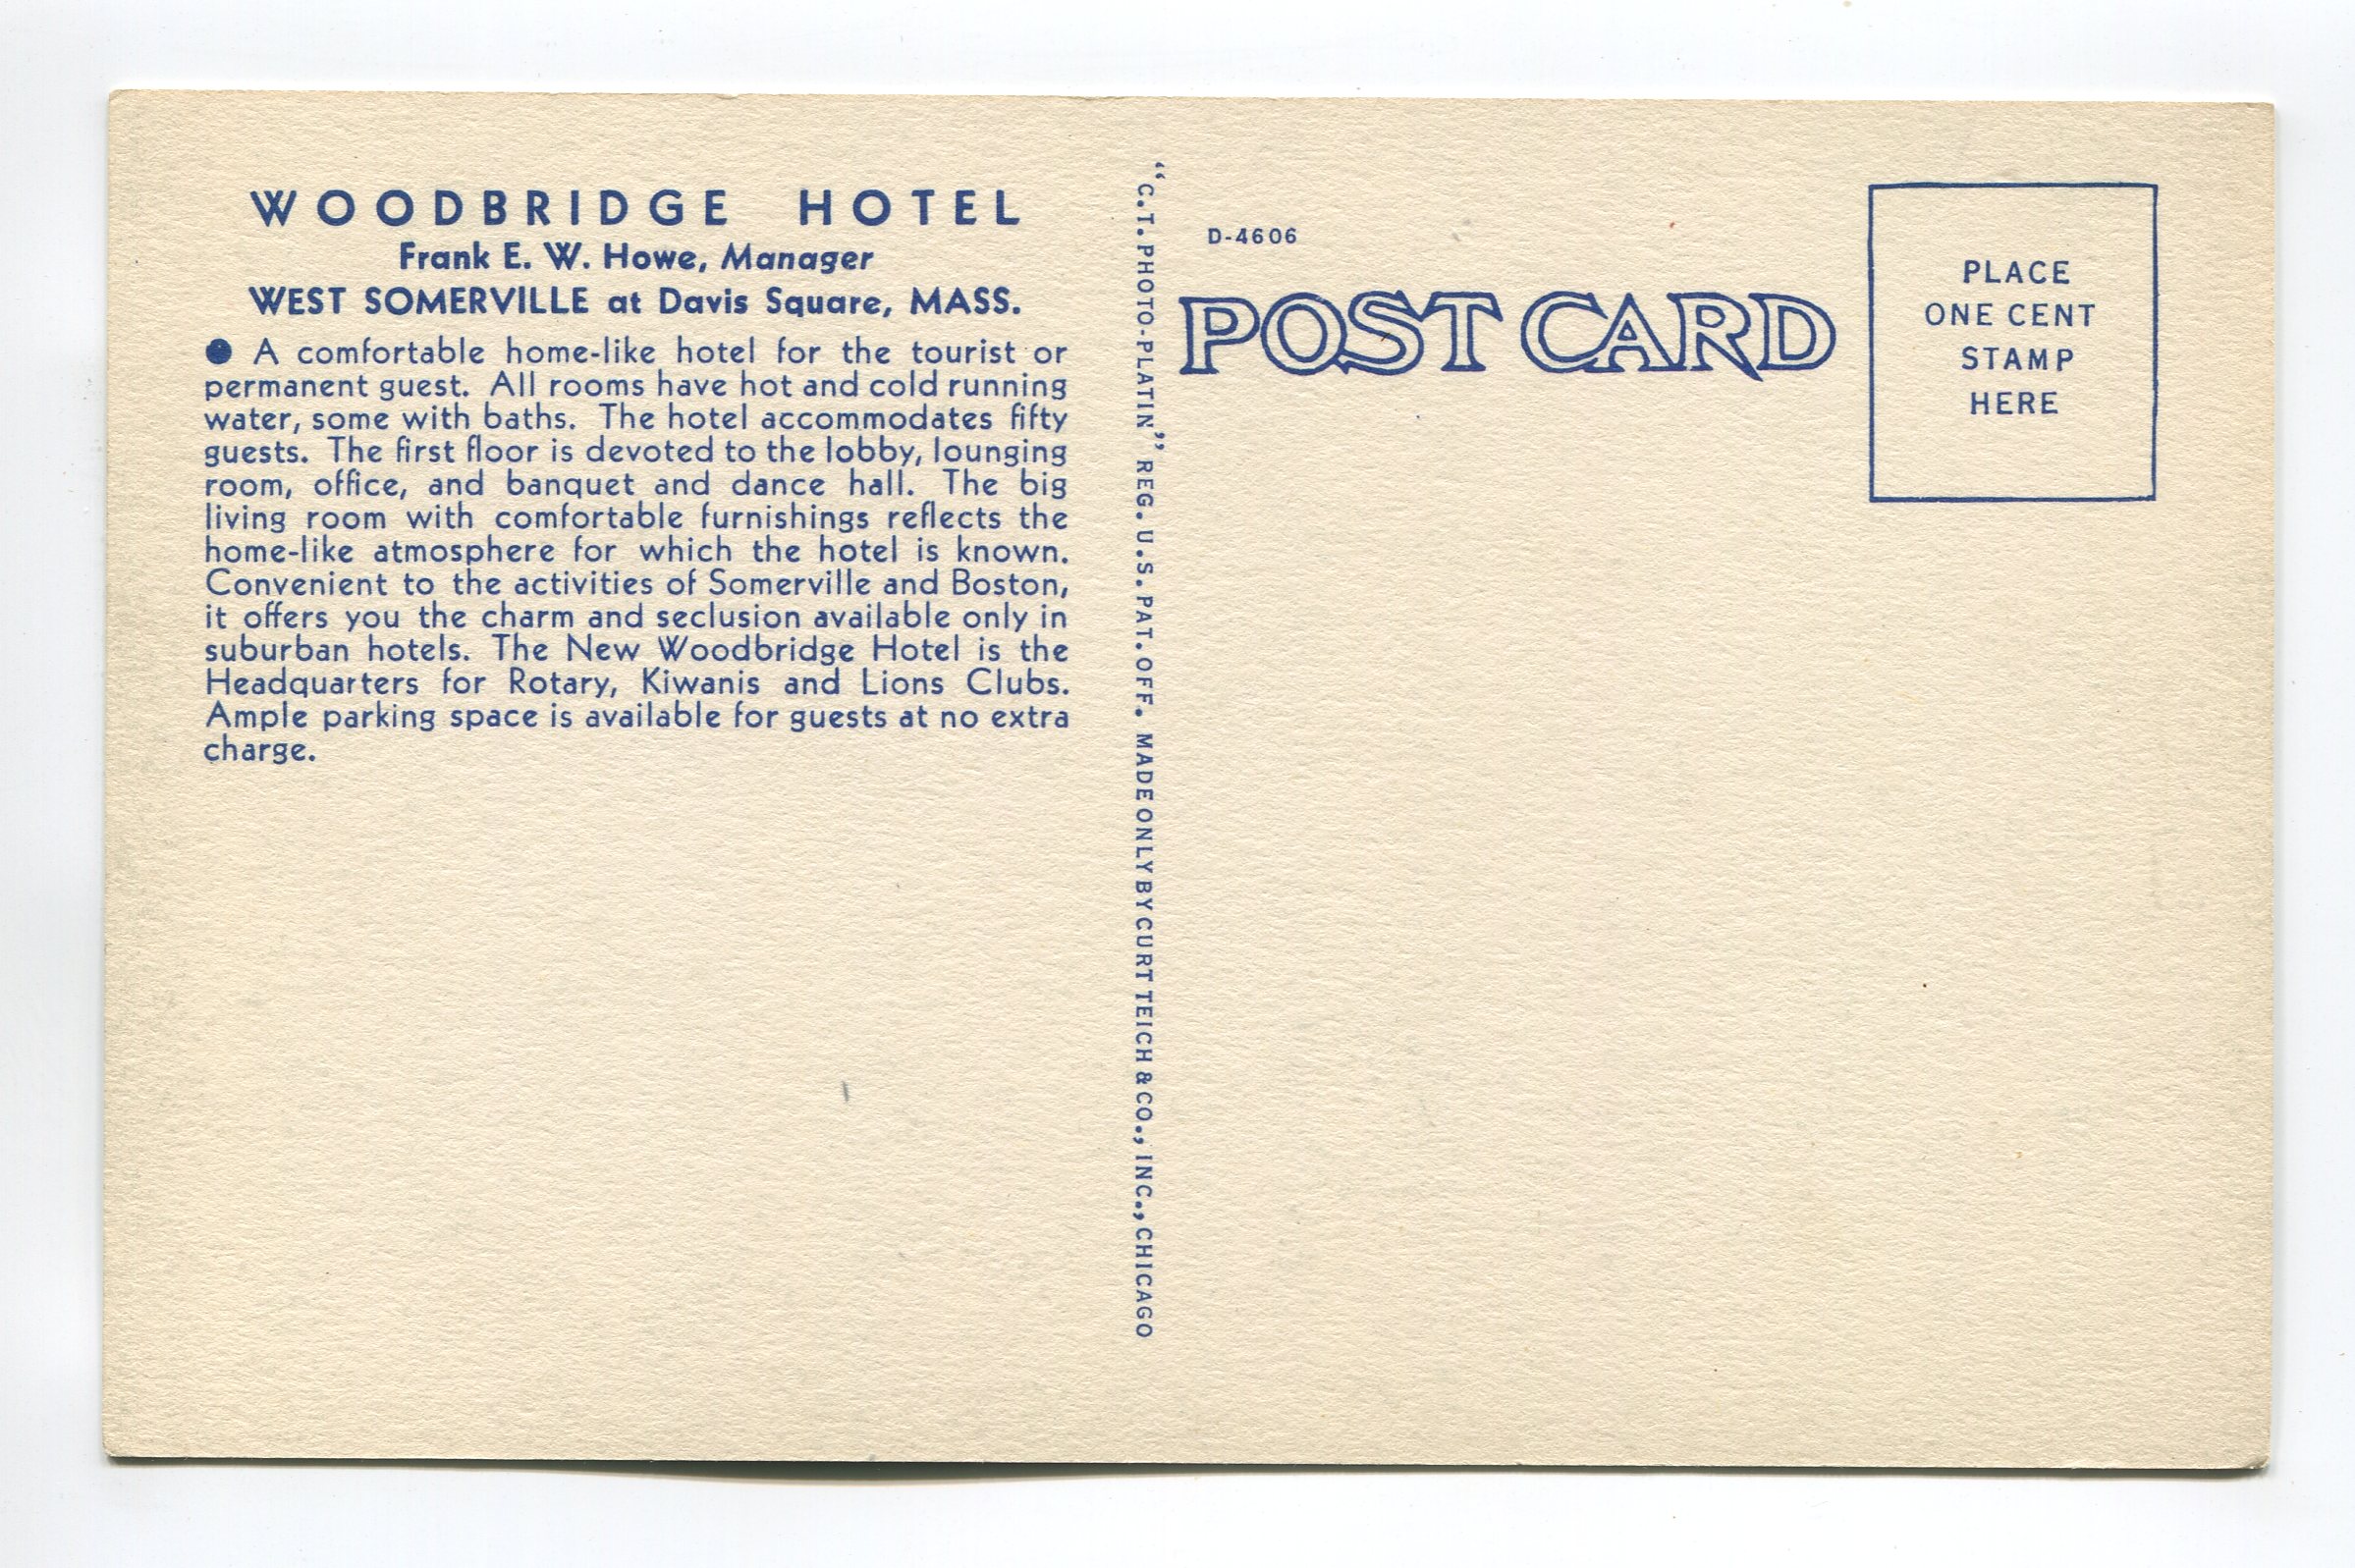 WOODBRIDGE HOTEL
Frank E. W. Howe, Manager
WEST SOMERVILLE at Davis Square, MASS.
● A comfortable home-like hotel for the tourist or
permanent guest. All rooms have hot and cold running
water, some with baths. The hotel accommodates fifty
guests. The first floor is devoted to the lobby, lounging
room, office, and banquet and dance hall. The big
living room with comfortable furnishings reflects the
home-like atmosphere for which the hotel is known.
Convenient to the activities of Somerville and Boston,
it offers you the charm and seclusion available only in
suburban hotels. The New Woodbridge Hotel is the
Headquarters for Rotary, Kiwanis and Lions Clubs.
Ample parking space is available for guests at no extra
charge.
“C.T. PHOTO-PLATIN” REG. U.S. PAT. OFF. MADE ONLY BY CURT TEICH & CO., INC., CHICAGO
D-4606
POST CARD
PLACE
ONE CENT
STAMP
HERE